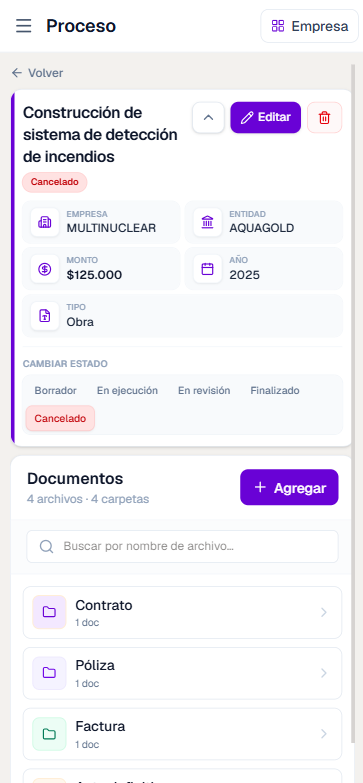 Proceso
Empresa
Volver
Construcción de
sistema de detección
de incendios
Editar
Cancelado
EMPRESA
MULTINUCLEAR
ENTIDAD
AQUAGOLD
MONTO
$125.000
AÑO
2025
TIPO
Obra
CAMBIAR ESTADO
Borrador
En ejecución
En revisión
Finalizado
Cancelado
Documentos
4 archivos · 4 carpetas
Agregar
Buscar por nombre de archivo...
Contrato
1 doc
Póliza
1 doc
Factura
1 doc